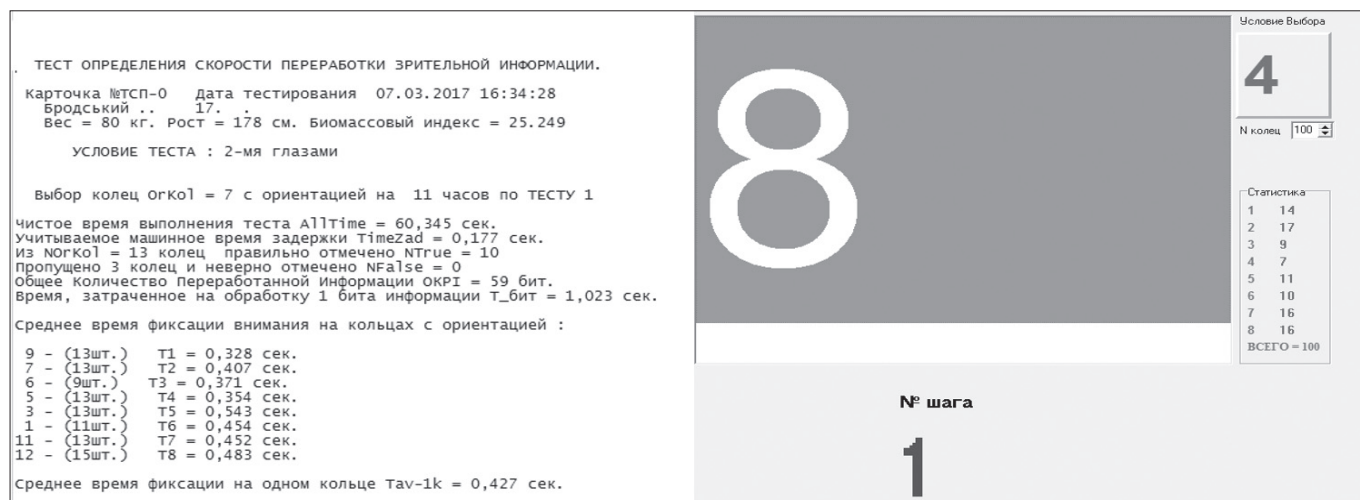 ТЕСТ ОПРЕДЕЛЕНИЯ СКОРОСТИ ПЕРЕРАБОТКИ ЗРИТЕЛЬНОЙ ИНФОРМАЦИИ.
Карточка №ТСП-0 Дата тестирования 07.03.2017 16:34:28
Бродський .. 17. .
Вес = 80 кг. Рост = 178 см. Биомассовый индекс = 25.249
УСЛОВИЕ ТЕСТА : 2-мя глазами
Выбор колец OrKol = 7 с ориентацией на 11 часов по ТЕСТУ 1
Чистое время выполнения теста AllTime = 60,345 сек.
Учитываемое машинное время задержки TimeZad = 0,177 сек.
Из NOrKol = 13 колец правильно отмечено NTrue = 10
Пропущено 3 колец и неверно отмечено NFalse = 0
Общее Количество Переработанной Информации ОКПИ = 59 бит.
Время, затраченное на обработку 1 бита информации Т_бит = 1,023 сек.
Среднее время фиксации внимания на кольцах с ориентацией :
9 - (13шт.) T1 = 0,328 сек.
7 - (13шт.) T2 = 0,407 сек.
6 - (9шт.) T3 = 0,371 сек.
5 - (13шт.) T4 = 0,354 сек.
3 - (13шт.) T5 = 0,543 сек.
1 - (11шт.) T6 = 0,454 сек.
11 - (13шт.) T7 = 0,452 сек.
12 - (15шт.) T8 = 0,483 сек.
Среднее время фиксации на одном кольце Tav-1k = 0,427 сек.
8
Условие Выбора
4
N колец 100
Статистика
1 14
2 17
3 9
4 7
5 11
6 10
7 16
8 16
ВСЕГО = 100
№ шага
1